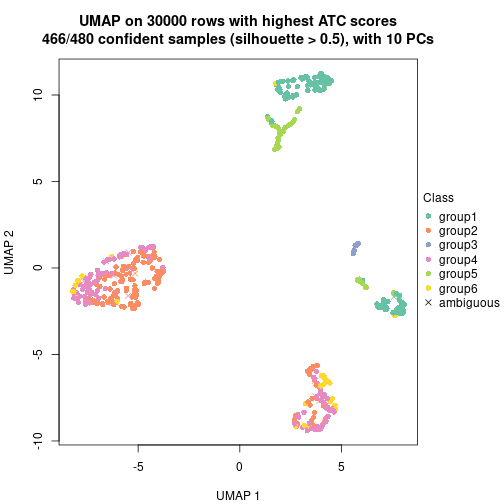 UMAP on 30000 rows with highest ATC scores
466/480 confident samples (silhouette > 0.5), with 10 PCs
10
5
0
-5
-10
UMAP 2
-5
0
5
UMAP 1
Class
group1
group2
group3
group4
group5
group6
ambiguous